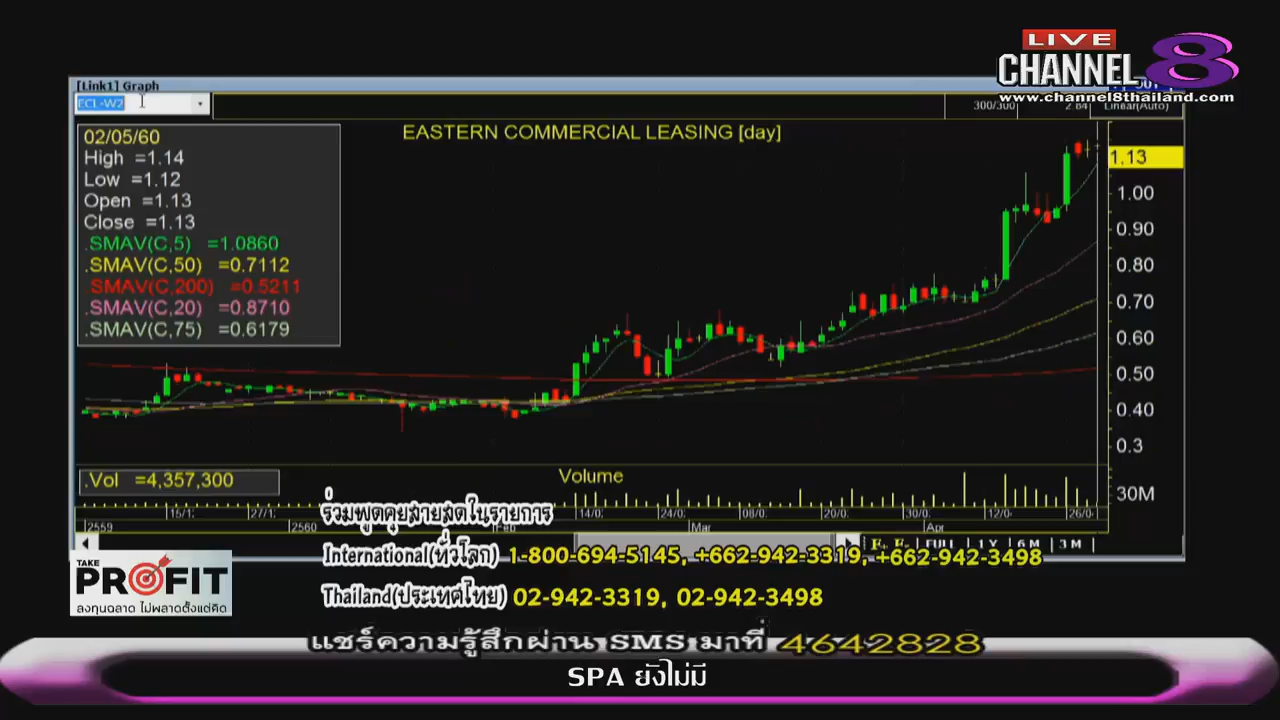 LIVE
CHANNEL 8
www.channel8thailand.com
[Link1] Graph
ECL-W2
300/300
2.84
Linear(Auto)
EASTERN COMMERCIAL LEASING [day]
02/05/60
High =1.14
Low =1.12
Open =1.13
Close =1.13
.SMAV(C,5) =1.0860
.SMAV(C,50) =0.7112
.SMAV(C,200) =0.5211
.SMAV(C,20) =0.8710
.SMAV(C,75) =0.6179
1.13
1.00
0.90
0.80
0.70
0.60
0.50
0.40
0.3
.Vol =4,357,300
Volume
30M
15/1: 27/1: 14/0: 24/0: 08/0: 20/0: 30/0: 12/0: 26/0:
2559 2560 Feb Mar Apr
FULL 1Y 6M 3M
ร่วมพูดคุยสายสดในรายการ
International(ทั่วโลก) 1-800-694-5145, +662-942-3319, +662-942-3498
Thailand(ประเทศไทย) 02-942-3319, 02-942-3498
TAKE
PROFIT
ลงทุนฉลาด ไม่พลาดตั้งแต่คิด
แชร์ความรู้สึกผ่าน SMS มาที่ 4642828
SPA ยังไม่มี